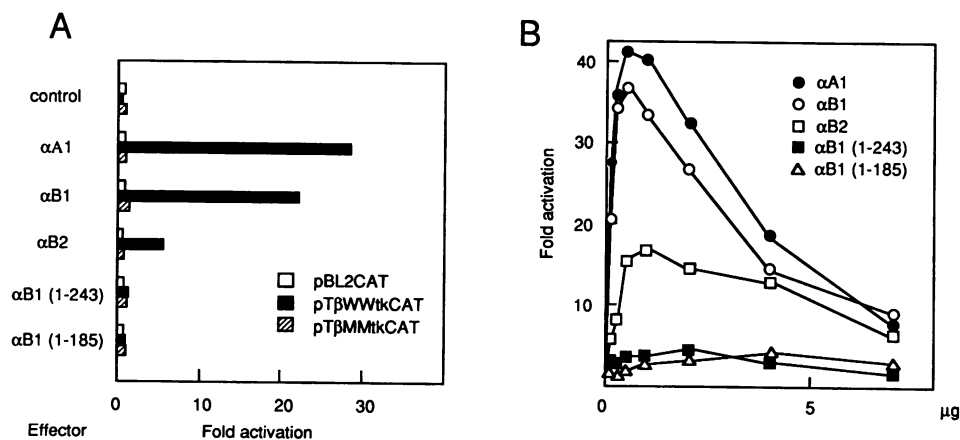 A
control
αA1
αB1
αB2
αB1 (1-243)
αB1 (1-185)
pBL2CAT
pTβWWtkCAT
pTβMMtkCAT
0
10
20
30
40
Effector
Fold activation
B
40
30
20
10
Fold activation
αA1
αB1
αB2
αB1 (1-243)
αB1 (1-185)
0
5
μg